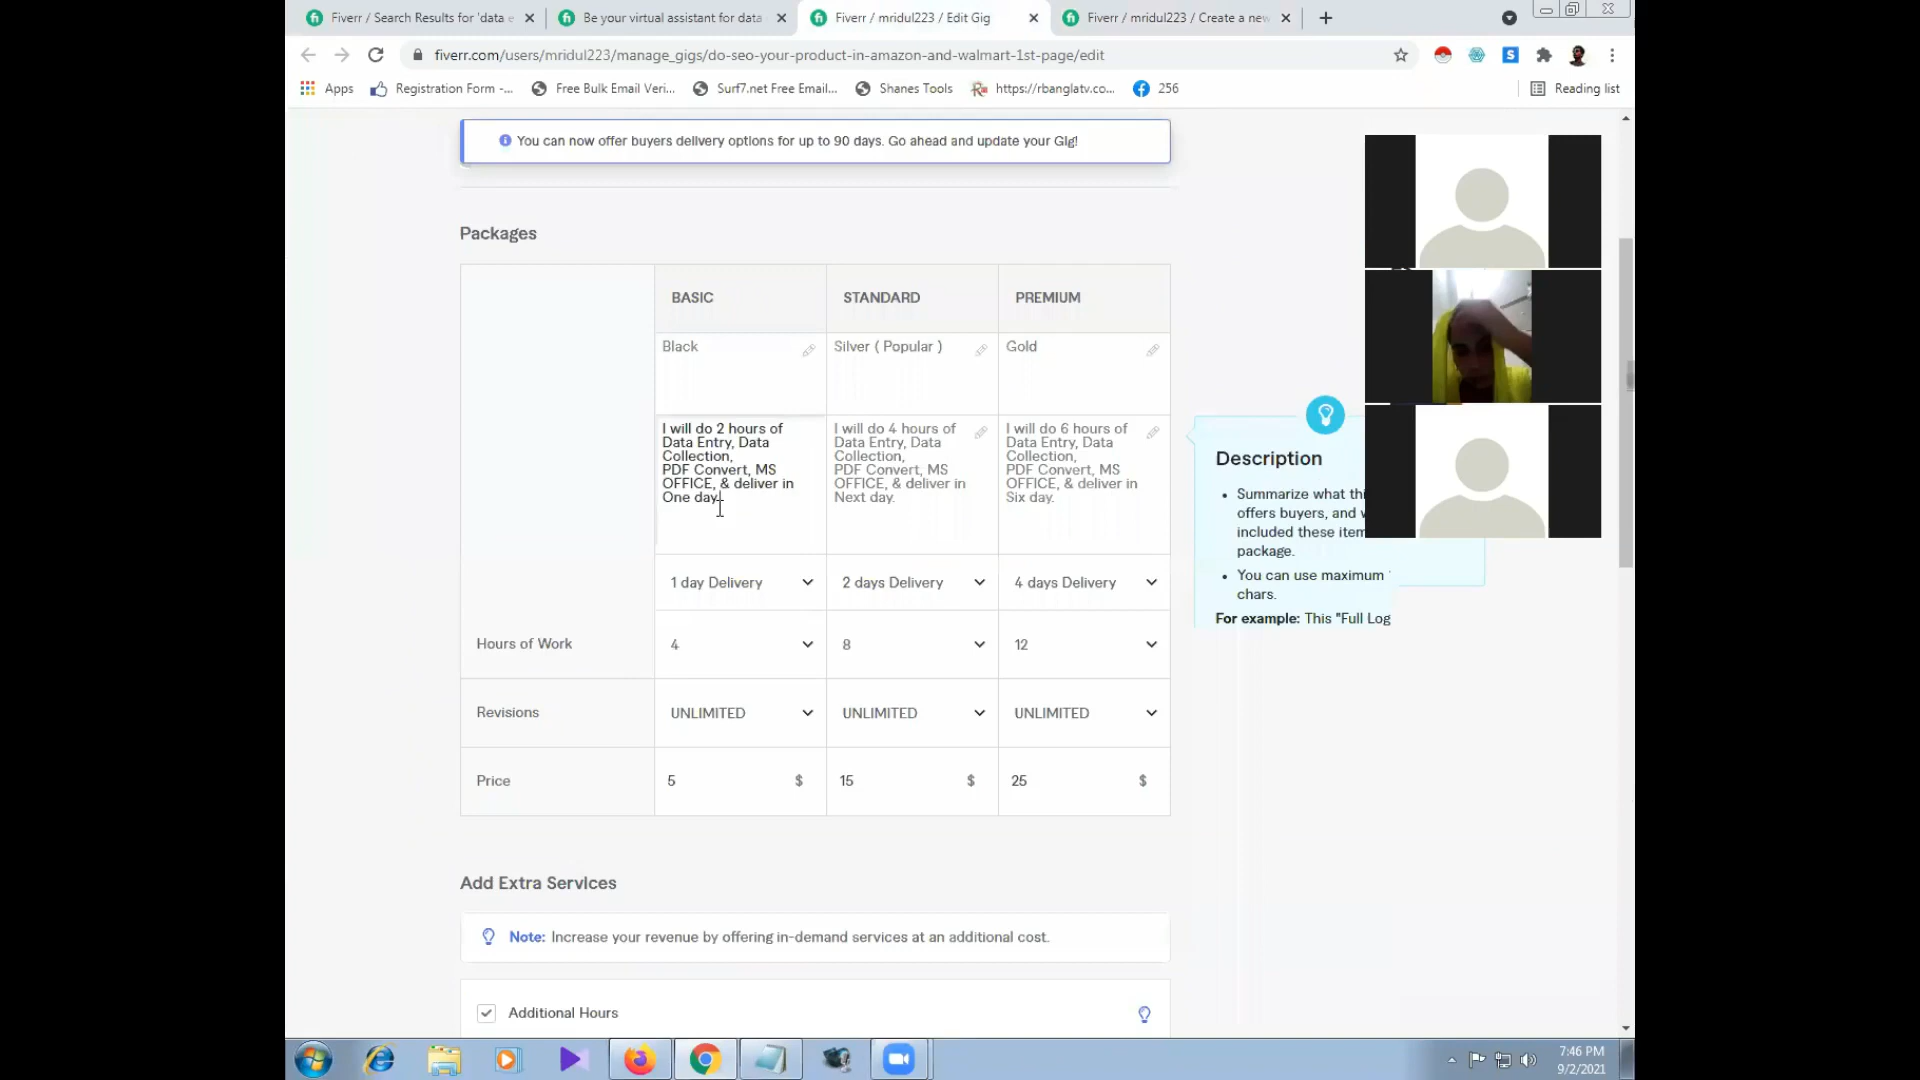 Fiverr / Search Results for 'data e
Be your virtual assistant for data
Fiverr / mridul223 / Edit Gig
Fiverr / mridul223 / Create a new
fiverr.com/users/mridul223/manage_gigs/do-seo-your-product-in-amazon-and-walmart-1st-page/edit
Apps
Registration Form -...
Free Bulk Email Veri...
Surf7.net Free Email...
Shanes Tools
https://rbanglatv.co...
256
Reading list
You can now offer buyers delivery options for up to 90 days. Go ahead and update your Gig!
Packages
BASIC STANDARD PREMIUM
Black Silver ( Popular ) Gold
I will do 2 hours of
Data Entry, Data
Collection,
PDF Convert, MS
OFFICE, & deliver in
One day.
I will do 4 hours of
Data Entry, Data
Collection,
PDF Convert, MS
OFFICE, & deliver in
Next day.
I will do 6 hours of
Data Entry, Data
Collection,
PDF Convert, MS
OFFICE, & deliver in
Six day.
1 day Delivery 2 days Delivery 4 days Delivery
Hours of Work 4 8 12
Revisions UNLIMITED UNLIMITED UNLIMITED
Price 5 $ 15 $ 25 $
Description
Summarize what thi
offers buyers, and
included these item
package.
You can use maximum
chars.
For example: This "Full Log
Add Extra Services
Note: Increase your revenue by offering in-demand services at an additional cost.
Additional Hours
7:46 PM
9/2/2021